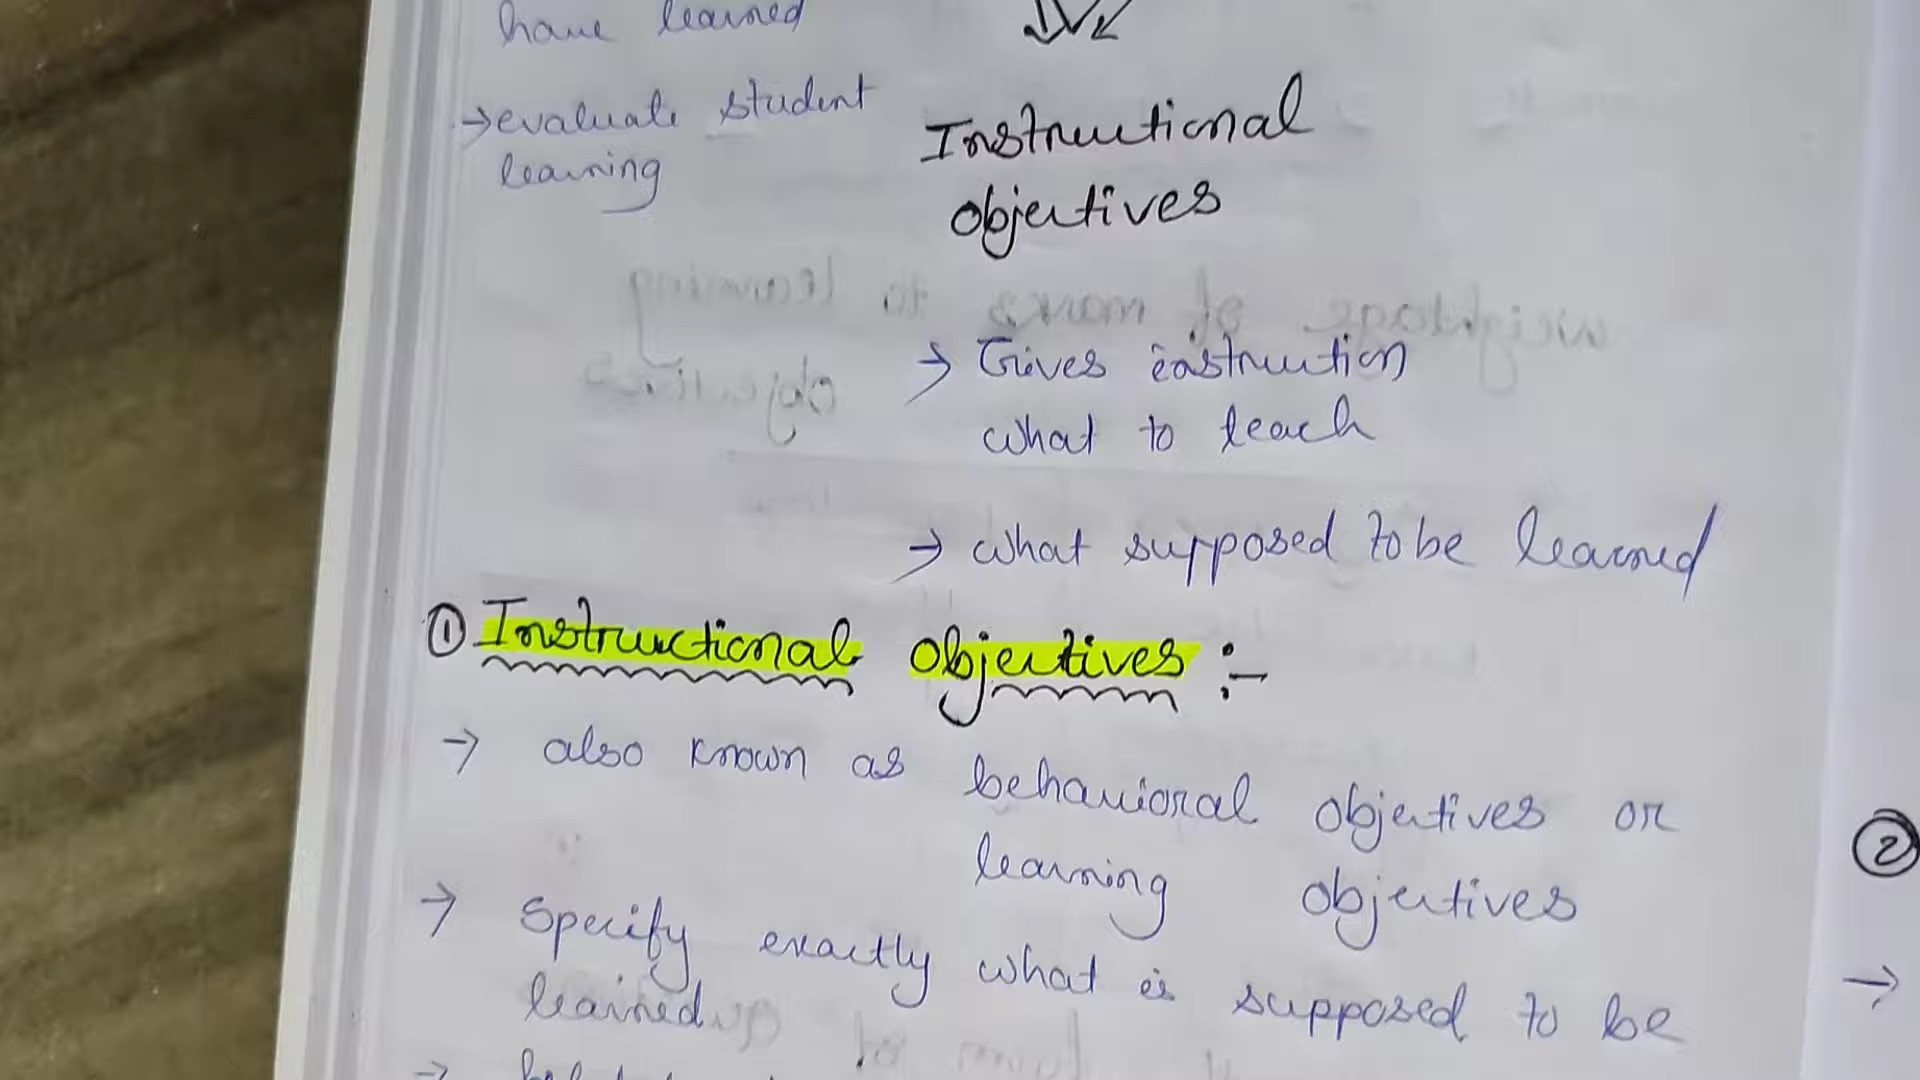 have learned
→ evaluate student
learning
Instructional
objectives
→ Gives instruction
what to teach
→ what supposed to be learned
① Instructional Objectives :-
→ also known as behavioral objectives or
learning objectives
→ Specify exactly what is supposed to be
learned
②
→
→